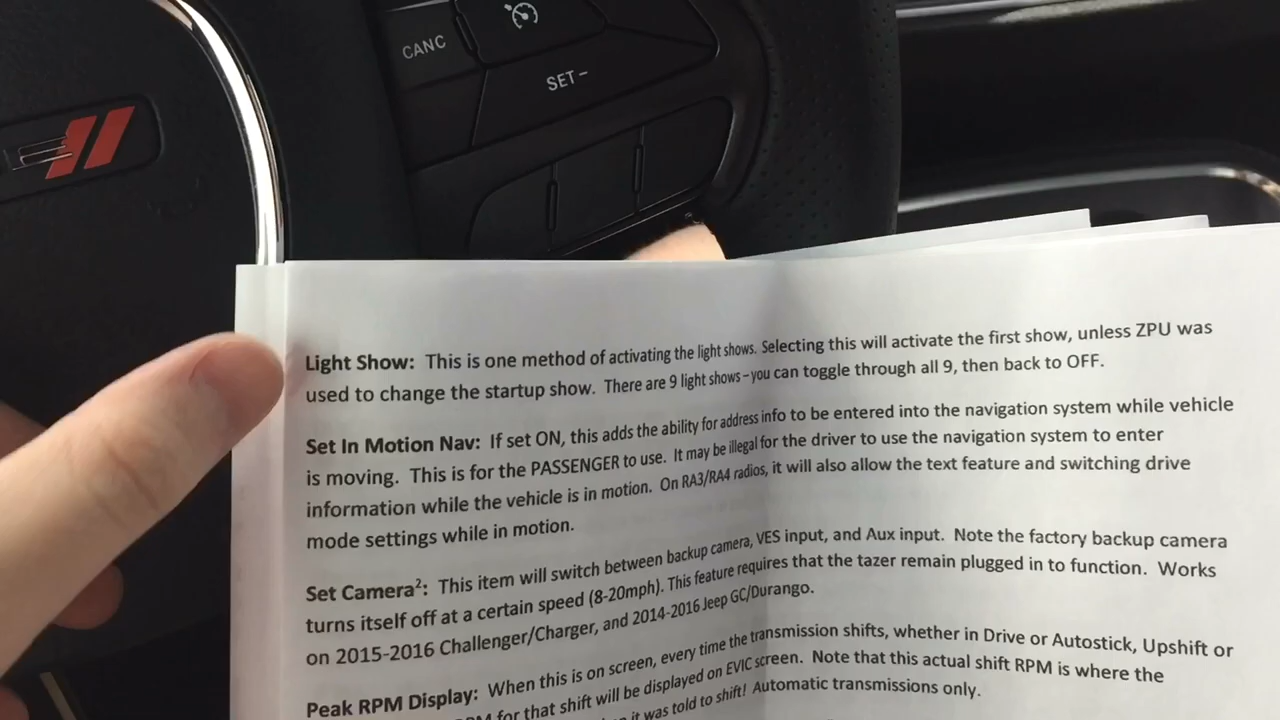 CANC
SET-
Light Show: This is one method of activating the light shows. Selecting this will activate the first show, unless ZPU was
used to change the startup show. There are 9 light shows – you can toggle through all 9, then back to OFF.
Set In Motion Nav: If set ON, this adds the ability for address info to be entered into the navigation system while vehicle
is moving. This is for the PASSENGER to use. It may be illegal for the driver to use the navigation system to enter
information while the vehicle is in motion. On RA3/RA4 radios, it will also allow the text feature and switching drive
mode settings while in motion.
Set Camera²: This item will switch between backup camera, VES input, and Aux input. Note the factory backup camera
turns itself off at a certain speed (8-20mph). This feature requires that the tazer remain plugged in to function. Works
on 2015-2016 Challenger/Charger, and 2014-2016 Jeep GC/Durango.
Peak RPM Display: When this is on screen, every time the transmission shifts, whether in Drive or Autostick, Upshift or
for that shift will be displayed on EVIC screen. Note that this actual shift RPM is where the
it was told to shift! Automatic transmissions only.